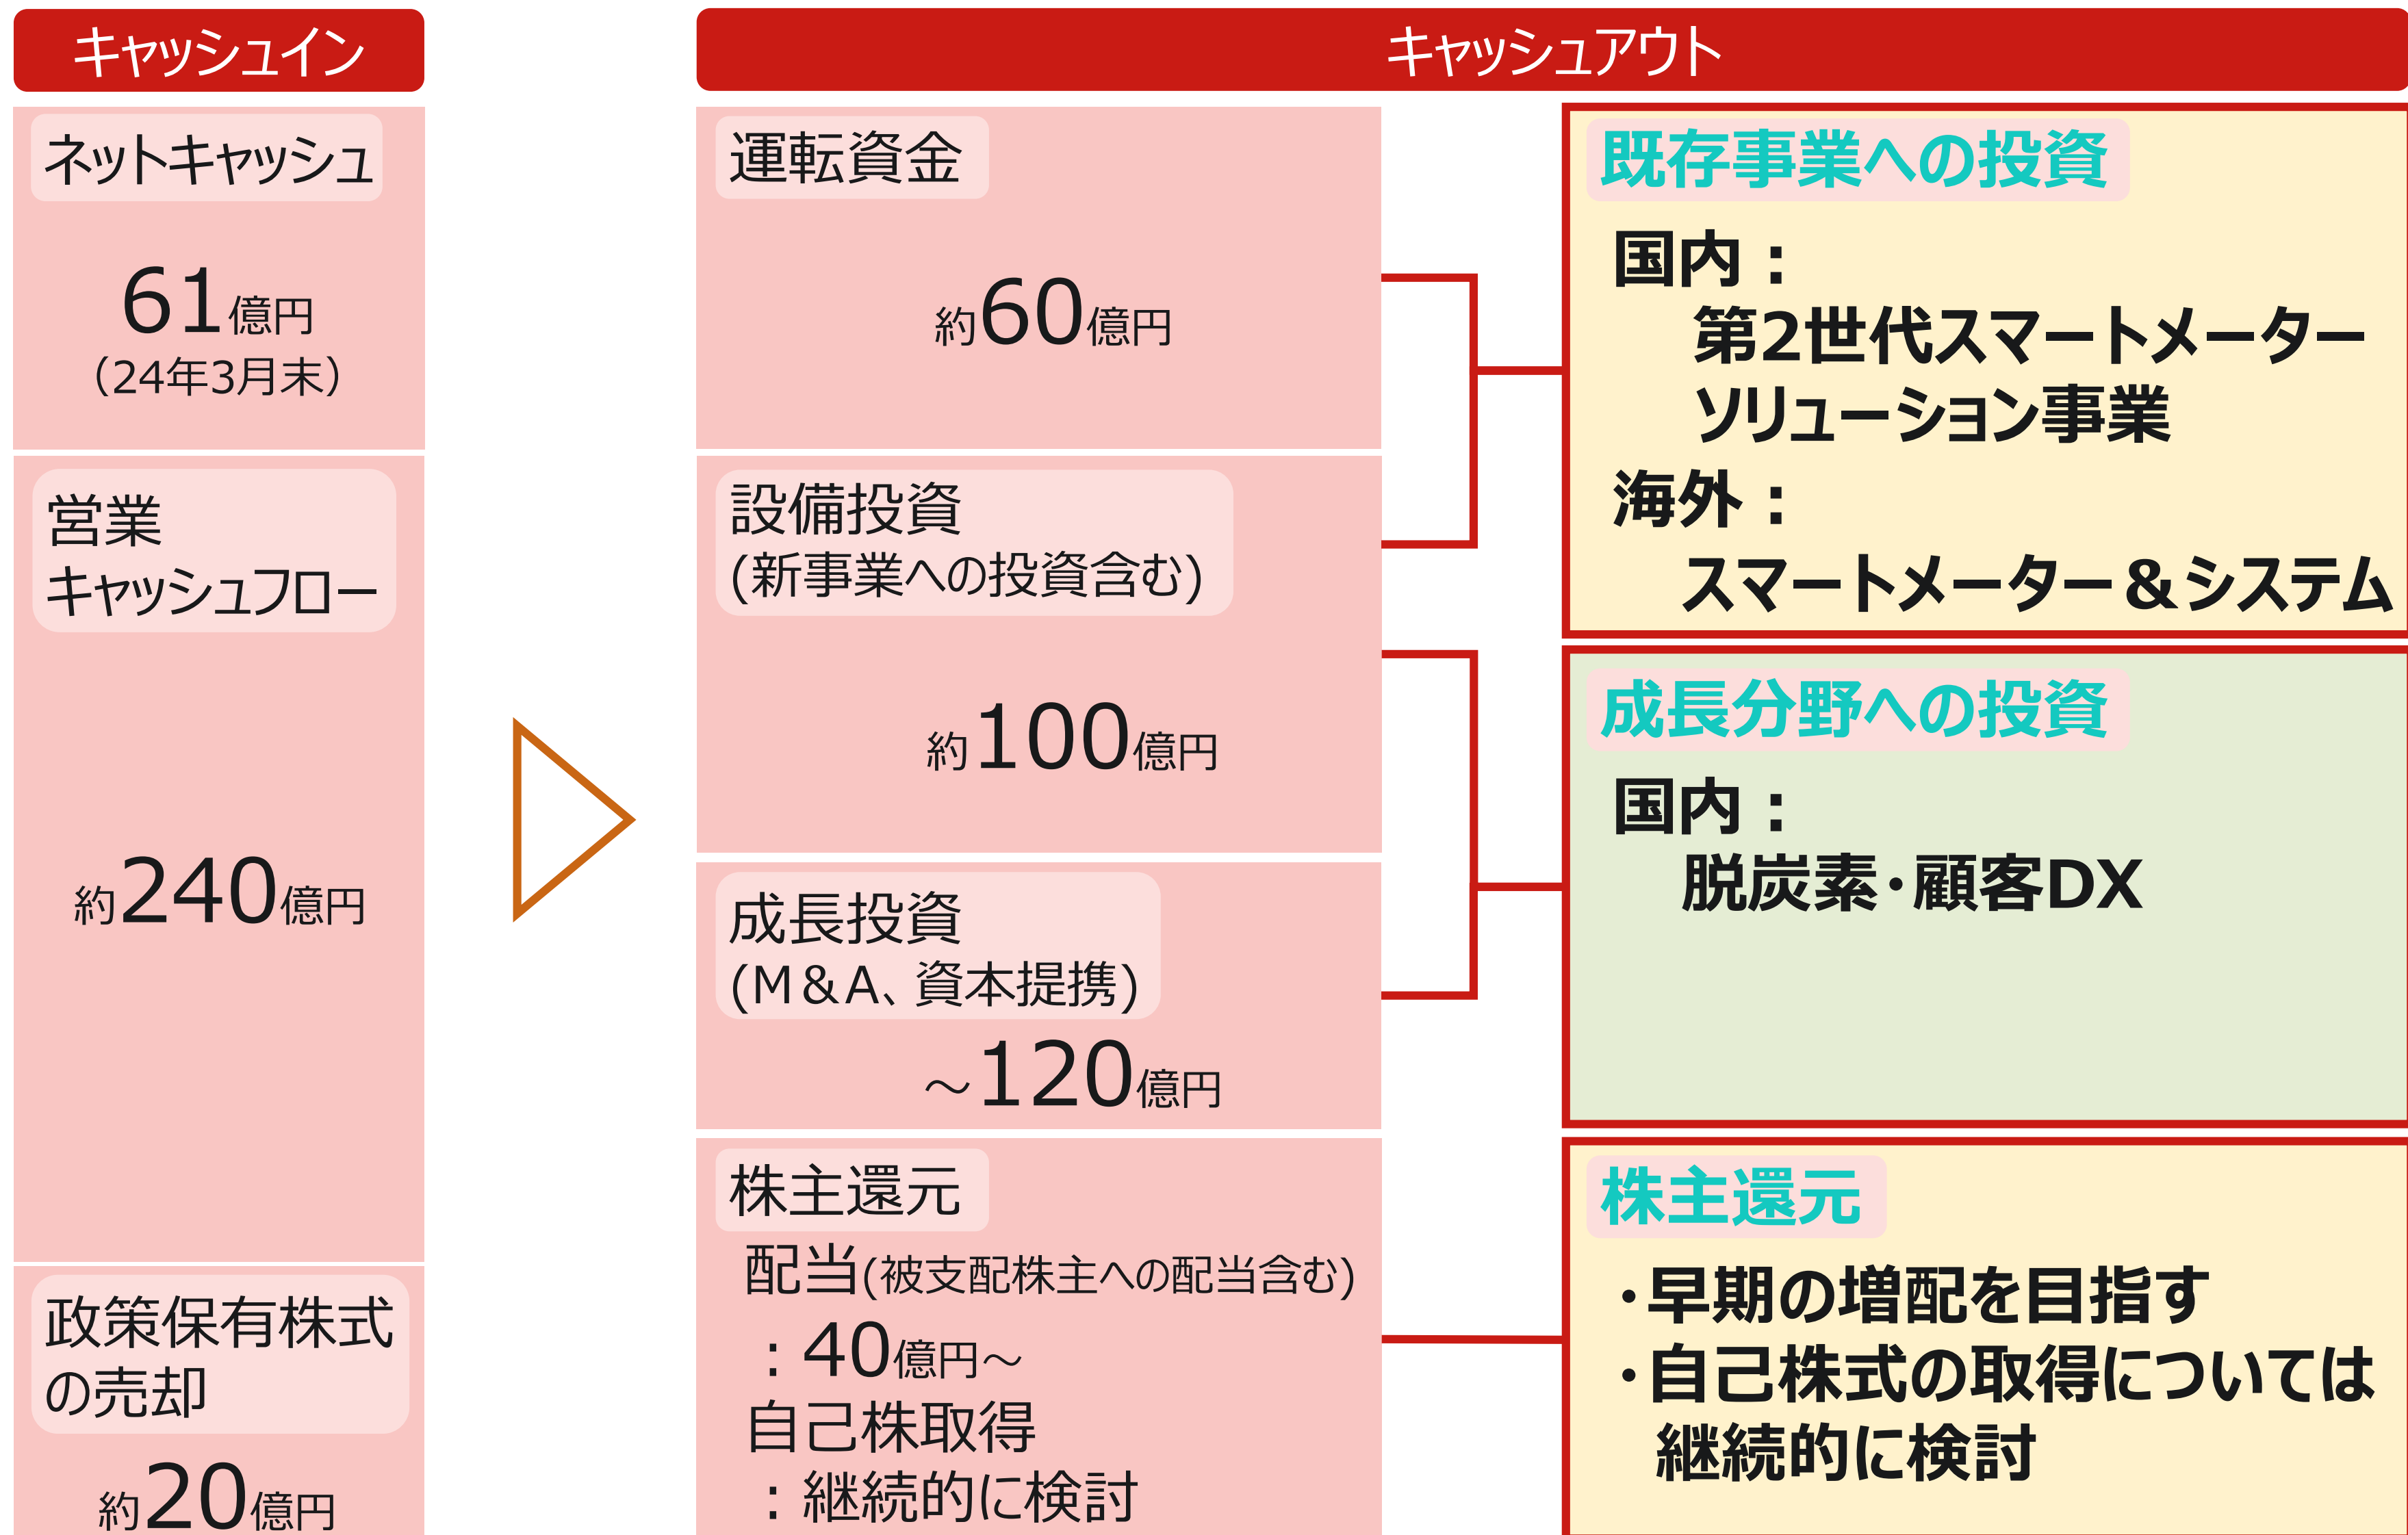 キャッシュイン
キャッシュアウト
ネットキャッシュ
61億円
（24年3月末）
営業
キャッシュフロー
約240億円
政策保有株式
の売却
約20億円
運転資金
約60億円
設備投資
(新事業への投資含む)
約100億円
成長投資
(M＆A、資本提携)
～120億円
株主還元
配当(被支配株主への配当含む)
：40億円～
自己株取得
：継続的に検討
既存事業への投資
国内：
第2世代スマートメーター
ソリューション事業
海外：
スマートメーター＆システム
成長分野への投資
国内：
脱炭素・顧客DX
株主還元
・早期の増配を目指す
・自己株式の取得については
継続的に検討